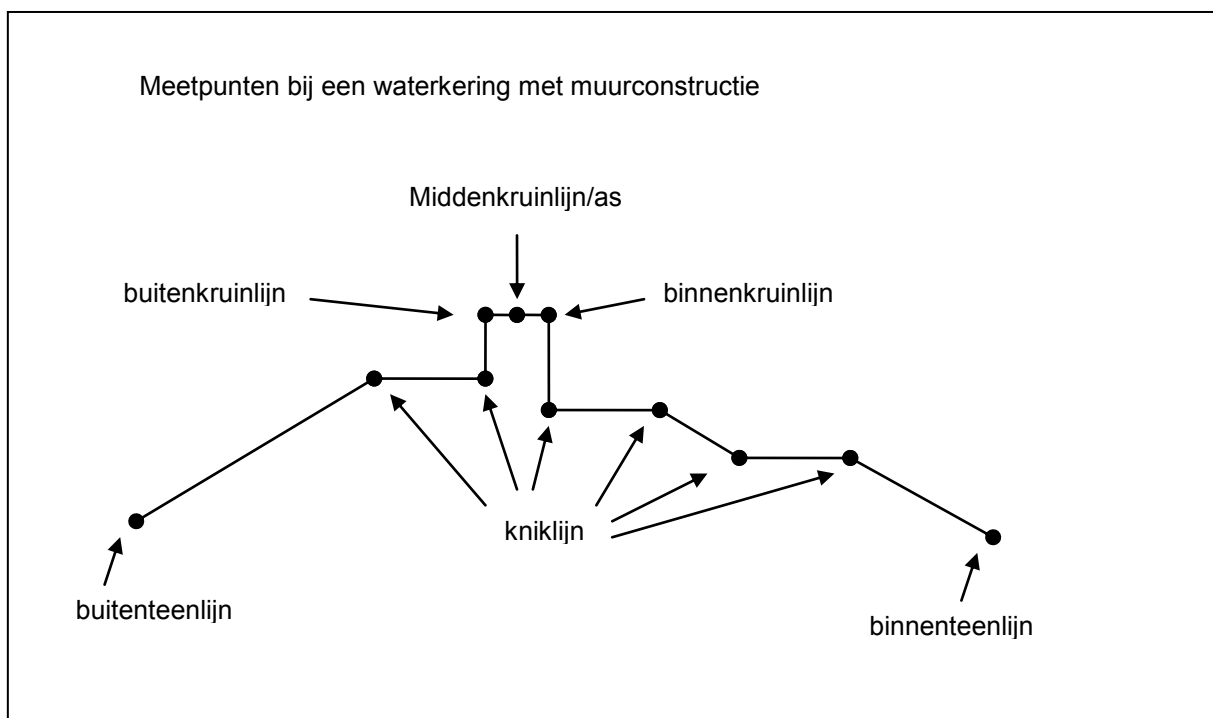 Meetpunten bij een waterkering met muurconstructie
Middenkruinlijn/as
buitenkruinlijn
binnenkruinlijn
kniklijn
buitenteenlijn
binnenteenlijn